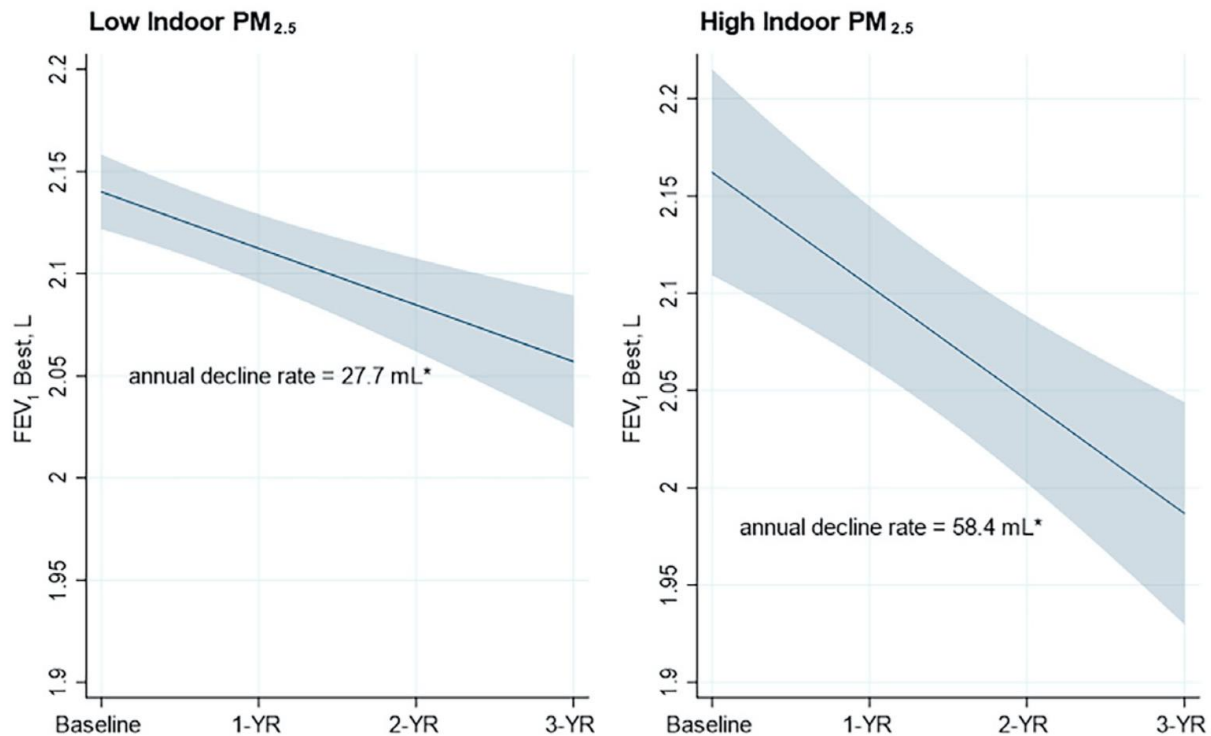 Low Indoor PM2.5
FEV1 Best, L
2.2
2.15
2.1
2.05
2
1.95
1.9
annual decline rate = 27.7 mL*
Baseline 1-YR 2-YR 3-YR
High Indoor PM2.5
FEV1 Best, L
2.2
2.15
2.1
2.05
2
1.95
1.9
annual decline rate = 58.4 mL*
Baseline 1-YR 2-YR 3-YR